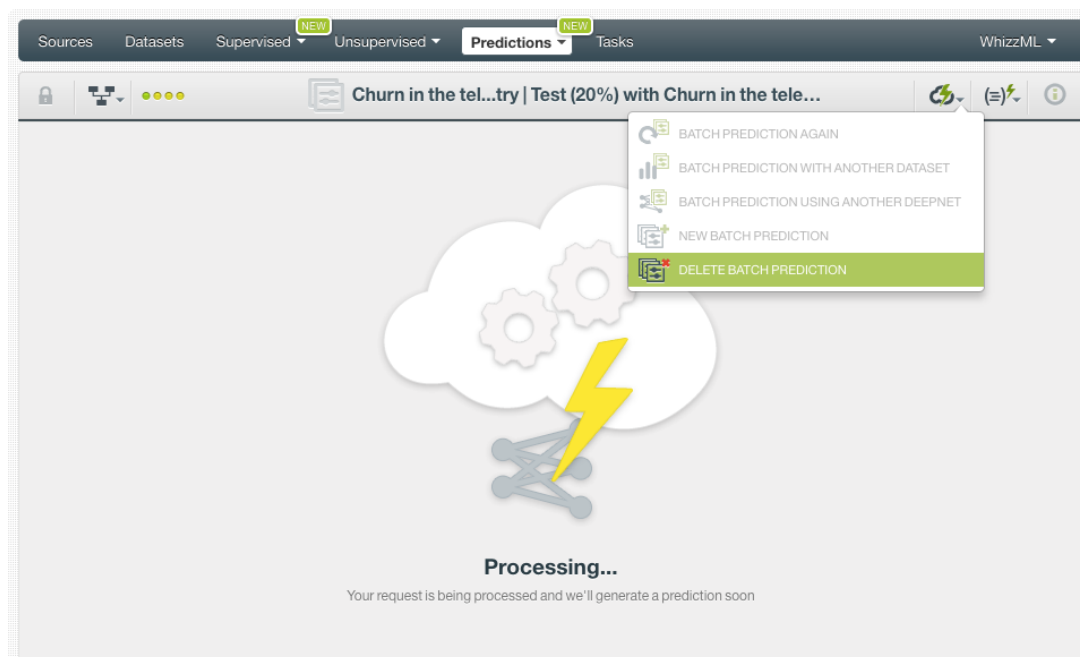 NEW NEW
Sources Datasets Supervised Unsupervised Predictions Tasks WhizzML
Churn in the tel...try | Test (20%) with Churn in the tele...
BATCH PREDICTION AGAIN
BATCH PREDICTION WITH ANOTHER DATASET
BATCH PREDICTION USING ANOTHER DEEPNET
NEW BATCH PREDICTION
DELETE BATCH PREDICTION
Processing...
Your request is being processed and we'll generate a prediction soon